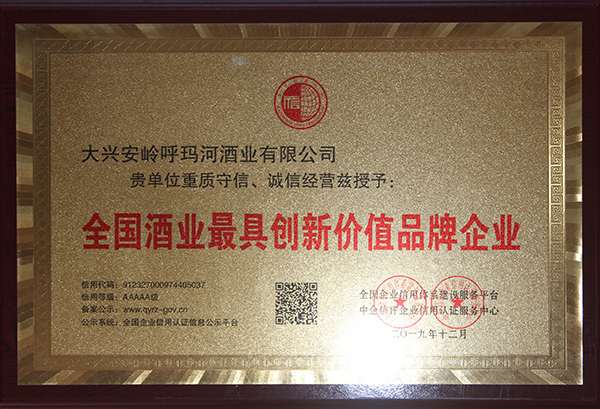 信
大兴安岭呼玛河酒业有限公司
贵单位重质守信、诚信经营兹授予：
全国酒业最具创新价值品牌企业
信用代码：912327000974405037
信用等级：AAAAA级
备案公示：www.qyrz-gov.cn
公示系统：全国企业信用认证信息公示平台
全国企业信用体系建设服务平台
中企信评企业信用认证服务中心
二〇一九年十二月